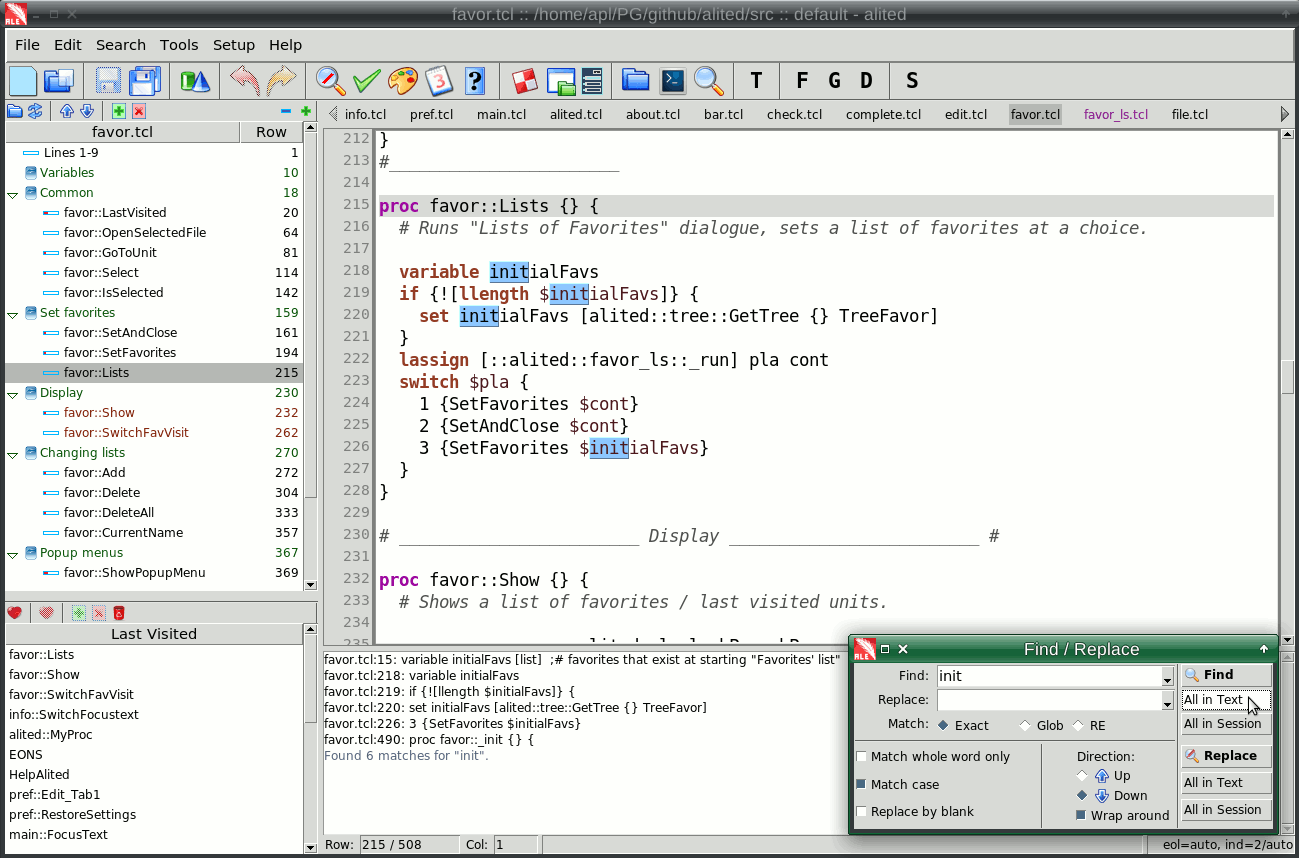 favor.tcl :: /home/apl/PG/github/alited/src :: default - alited
File Edit Search Tools Setup Help
T F G D S
info.tcl pref.tcl main.tcl alited.tcl about.tcl bar.tcl check.tcl complete.tcl edit.tcl favor.tcl favor_ls.tcl file.tcl
favor.tcl Row
Lines 1-9 1
Variables 10
Common 18
favor::LastVisited 20
favor::OpenSelectedFile 64
favor::GoToUnit 81
favor::Select 114
favor::IsSelected 142
Set favorites 159
favor::SetAndClose 161
favor::SetFavorites 194
favor::Lists 215
Display 230
favor::Show 232
favor::SwitchFavVisit 262
Changing lists 270
favor::Add 272
favor::Delete 304
favor::DeleteAll 333
favor::CurrentName 357
Popup menus 367
favor::ShowPopupMenu 369
Last Visited
favor::Lists
favor::Show
favor::SwitchFavVisit
info::SwitchFocustext
alited::MyProc
EONS
HelpAlited
pref::Edit_Tab1
pref::RestoreSettings
main::FocusText
212 }
213 #_______________________
214
215 proc favor::Lists {} {
216 # Runs "Lists of Favorites" dialogue, sets a list of favorites at a choice.
217
218 variable initialFavs
219 if {![llength $initialFavs]} {
220 set initialFavs [alited::tree::GetTree {} TreeFavor]
221 }
222 lassign [::alited::favor_ls::_run] pla cont
223 switch $pla {
224 1 {SetFavorites $cont}
225 2 {SetAndClose $cont}
226 3 {SetFavorites $initialFavs}
227 }
228 }
229
230 # ________________________ Display _________________________ #
231
232 proc favor::Show {} {
233 # Shows a list of favorites / last visited units.
234
235
favor.tcl:15: variable initialFavs [list] ;# favorites that exist at starting "Favorites' list"
favor.tcl:218: variable initialFavs
favor.tcl:219: if {![llength $initialFavs]} {
favor.tcl:220: set initialFavs [alited::tree::GetTree {} TreeFavor]
favor.tcl:226: 3 {SetFavorites $initialFavs}
favor.tcl:490: proc favor::_init {} {
Found 6 matches for "init".
Row: 215 / 508 Col: 1
eol=auto, ind=2/auto
Find / Replace
Find: init
Find
Replace:
All in Text
Match: Exact Glob RE
All in Session
Match whole word only
Match case
Replace by blank
Direction:
Up
Down
Wrap around
Replace
All in Text
All in Session